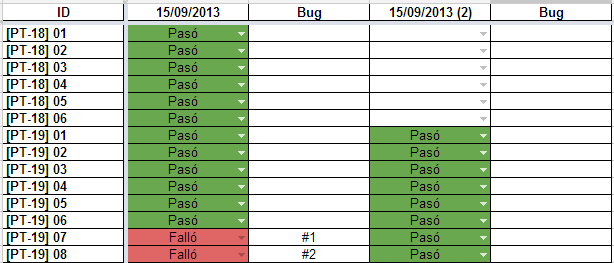 ID 15/09/2013 Bug 15/09/2013 (2) Bug
[PT-18] 01 Pasó
[PT-18] 02 Pasó
[PT-18] 03 Pasó
[PT-18] 04 Pasó
[PT-18] 05 Pasó
[PT-18] 06 Pasó
[PT-19] 01 Pasó Pasó
[PT-19] 02 Pasó Pasó
[PT-19] 03 Pasó Pasó
[PT-19] 04 Pasó Pasó
[PT-19] 05 Pasó Pasó
[PT-19] 06 Pasó Pasó
[PT-19] 07 Falló #1 Pasó
[PT-19] 08 Falló #2 Pasó